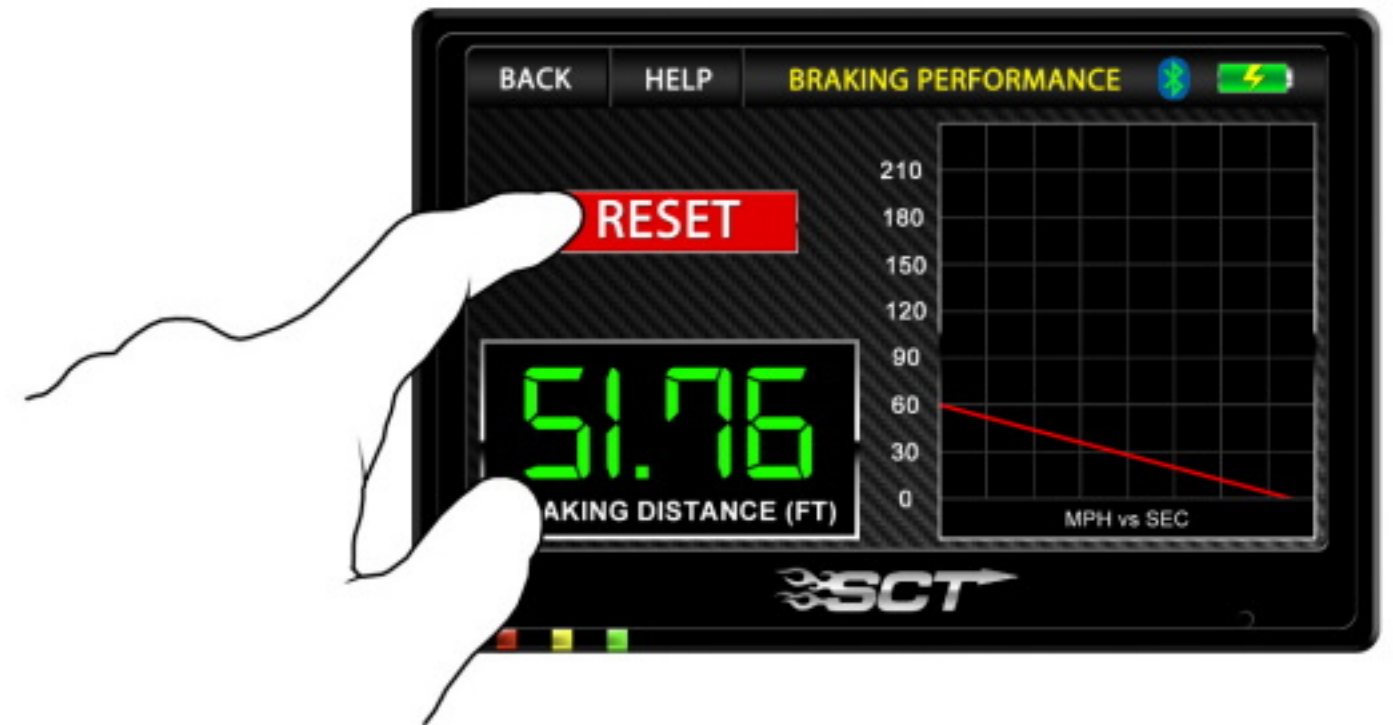 BACK HELP BRAKING PERFORMANCE
RESET
210
180
150
120
90
60
30
0
51.76
AKING DISTANCE (FT)
MPH vs SEC
SCT